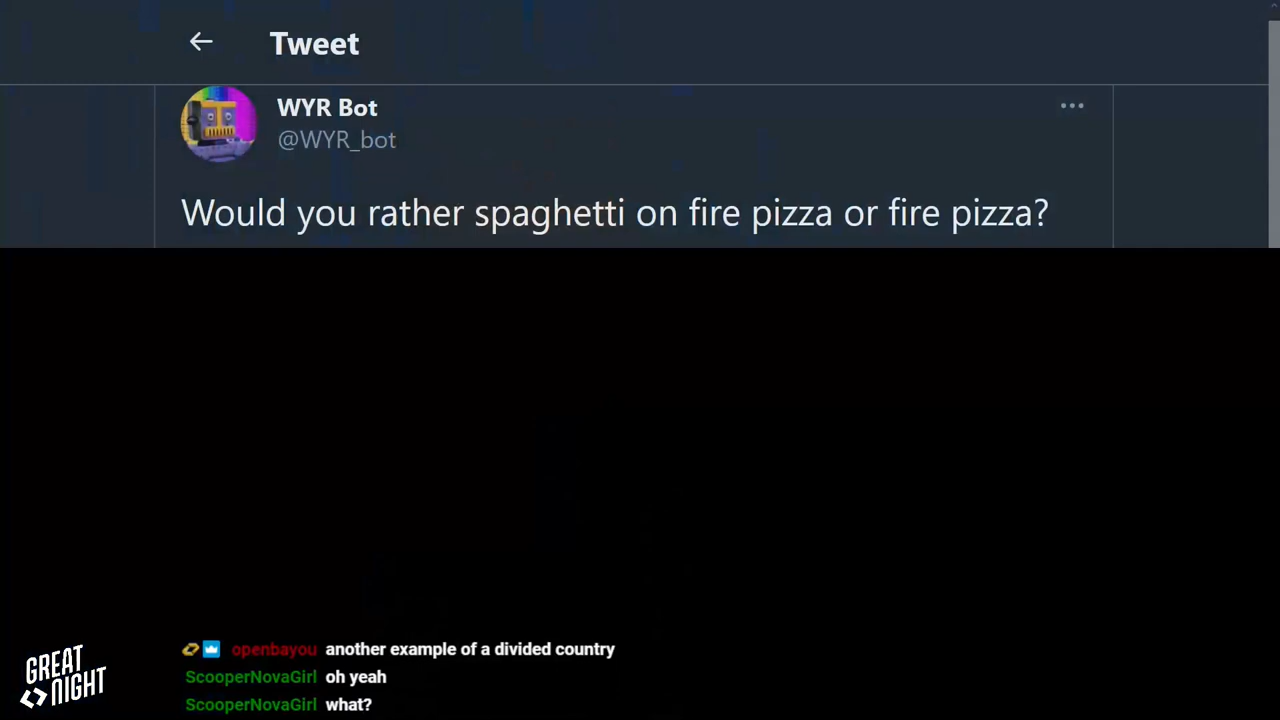 Tweet
WYR Bot
@WYR_bot
Would you rather spaghetti on fire pizza or fire pizza?
openbayou another example of a divided country
ScooperNovaGirl oh yeah
ScooperNovaGirl what?
GREAT
NIGHT